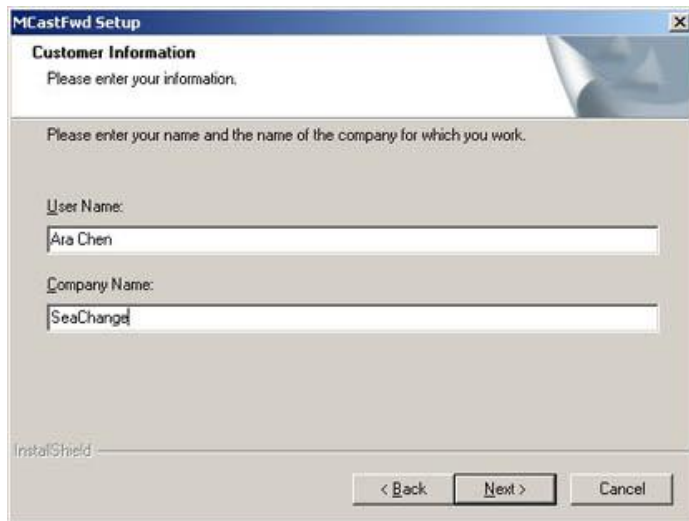 MCastFwd Setup
Customer Information
Please enter your information.
Please enter your name and the name of the company for which you work.
User Name:
Ara Chen
Company Name:
SeaChange
InstallShield
< Back
Next >
Cancel